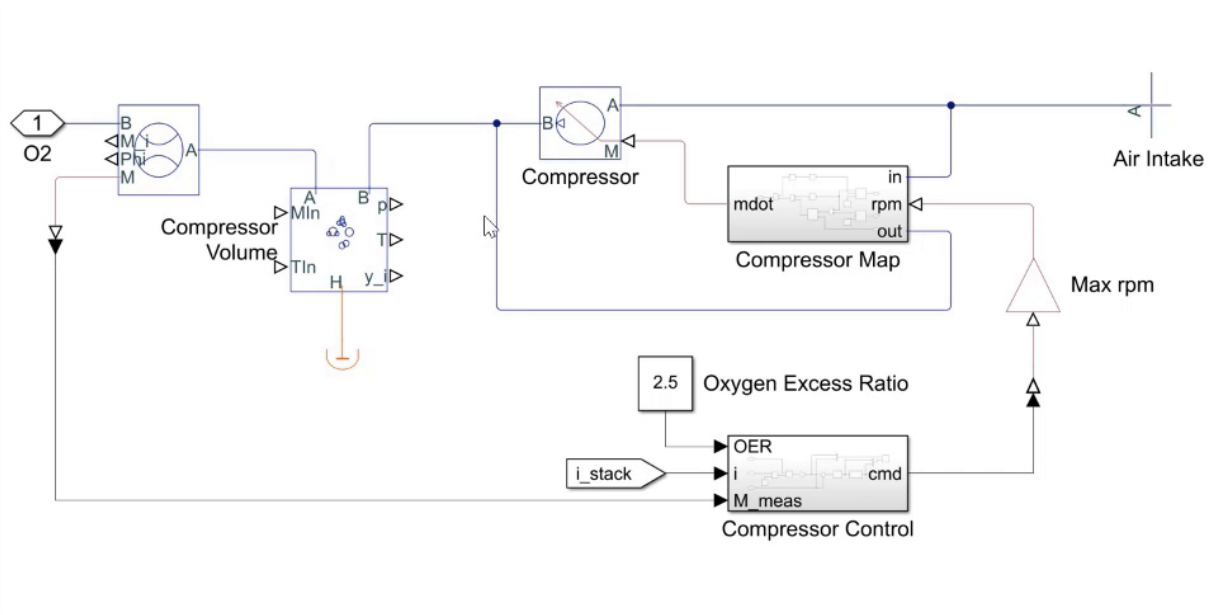 1
O2
B
M_i
Phi
M
A
Compressor
Volume
A
B
MIn
TIn
H
p
T
y_i
B
A
M
Compressor
mdot
in
rpm
out
Compressor Map
A
Air Intake
Max rpm
2.5
Oxygen Excess Ratio
i_stack
OER
i
M_meas
cmd
Compressor Control